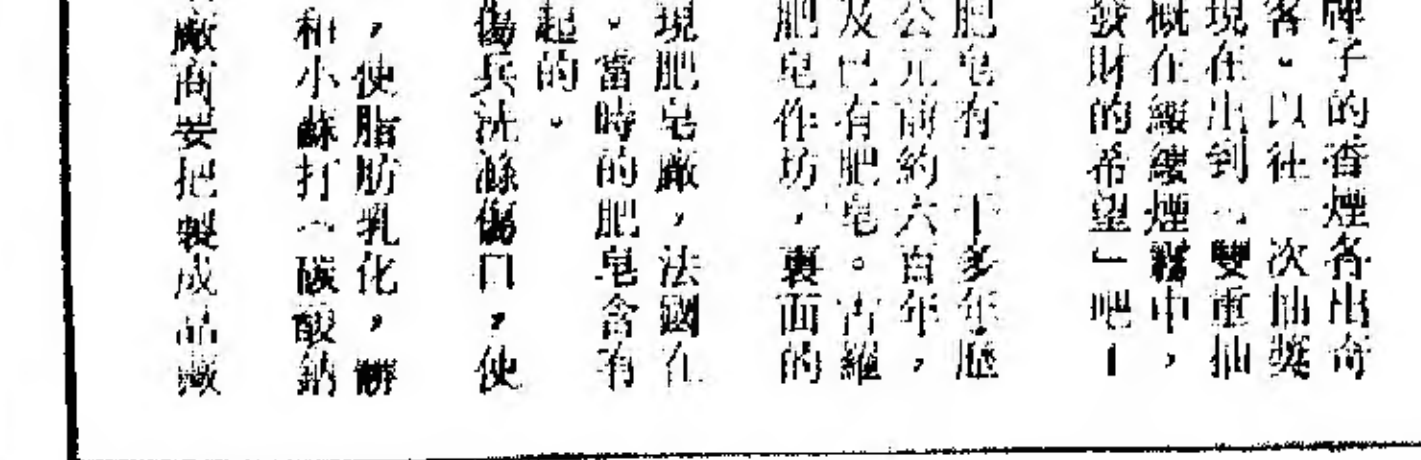 牌子的香煙各出奇
客。以往一次抽獎
現在出到「雙重抽
概在縷縷煙霧中，
發財的希望」吧！
肥皂有二千多年歷
公元前約六百年，
及已有肥皂。古羅
肥皂作坊，裏面的
現肥皂廠，法國在
。當時的肥皂含有
起的。
傷兵洗滌傷口，使
，使脂肪乳化，髒
和小蘇打（碳酸鈉
廠商要把製成品藏